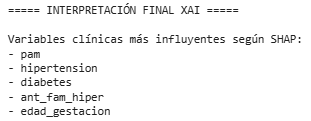 ===== INTERPRETACIÓN FINAL XAI =====
Variables clínicas más influyentes según SHAP:
- pam
- hipertension
- diabetes
- ant_fam_hiper
- edad_gestacion